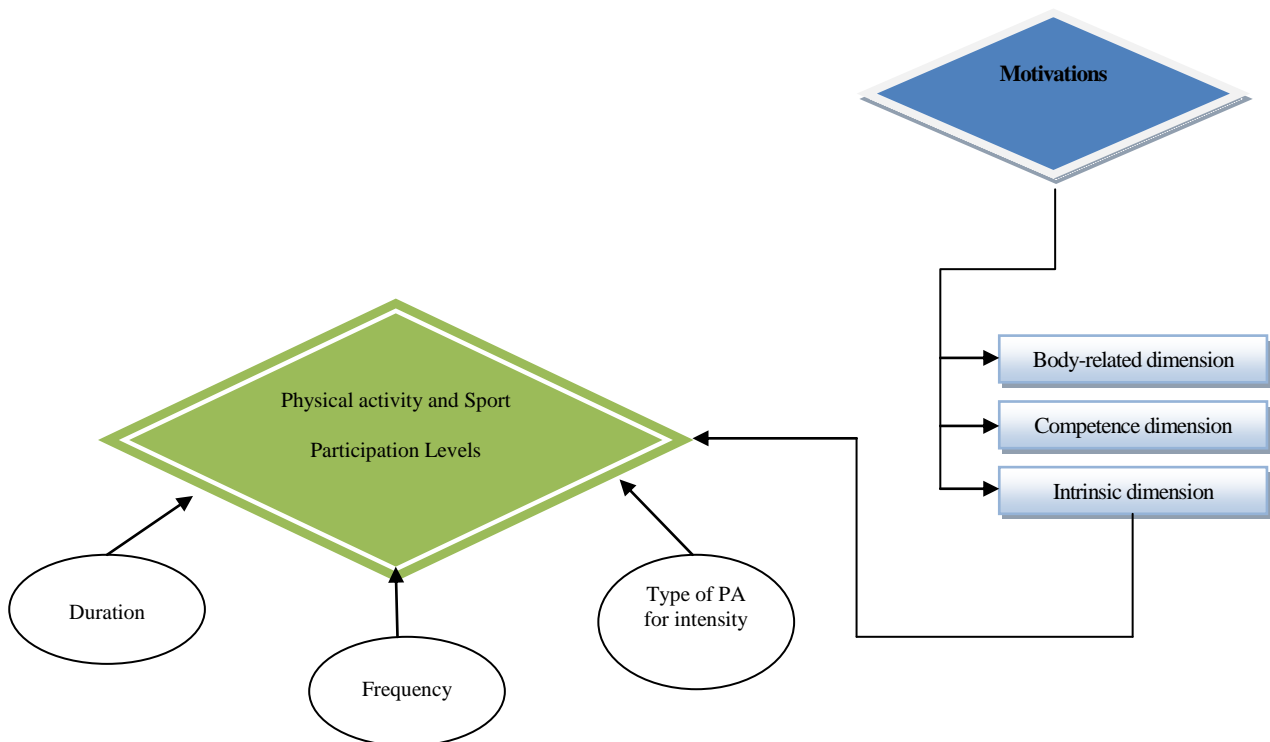 Motivations
Body-related dimension
Competence dimension
Intrinsic dimension
Physical activity and Sport
Participation Levels
Duration
Frequency
Type of PA
for intensity